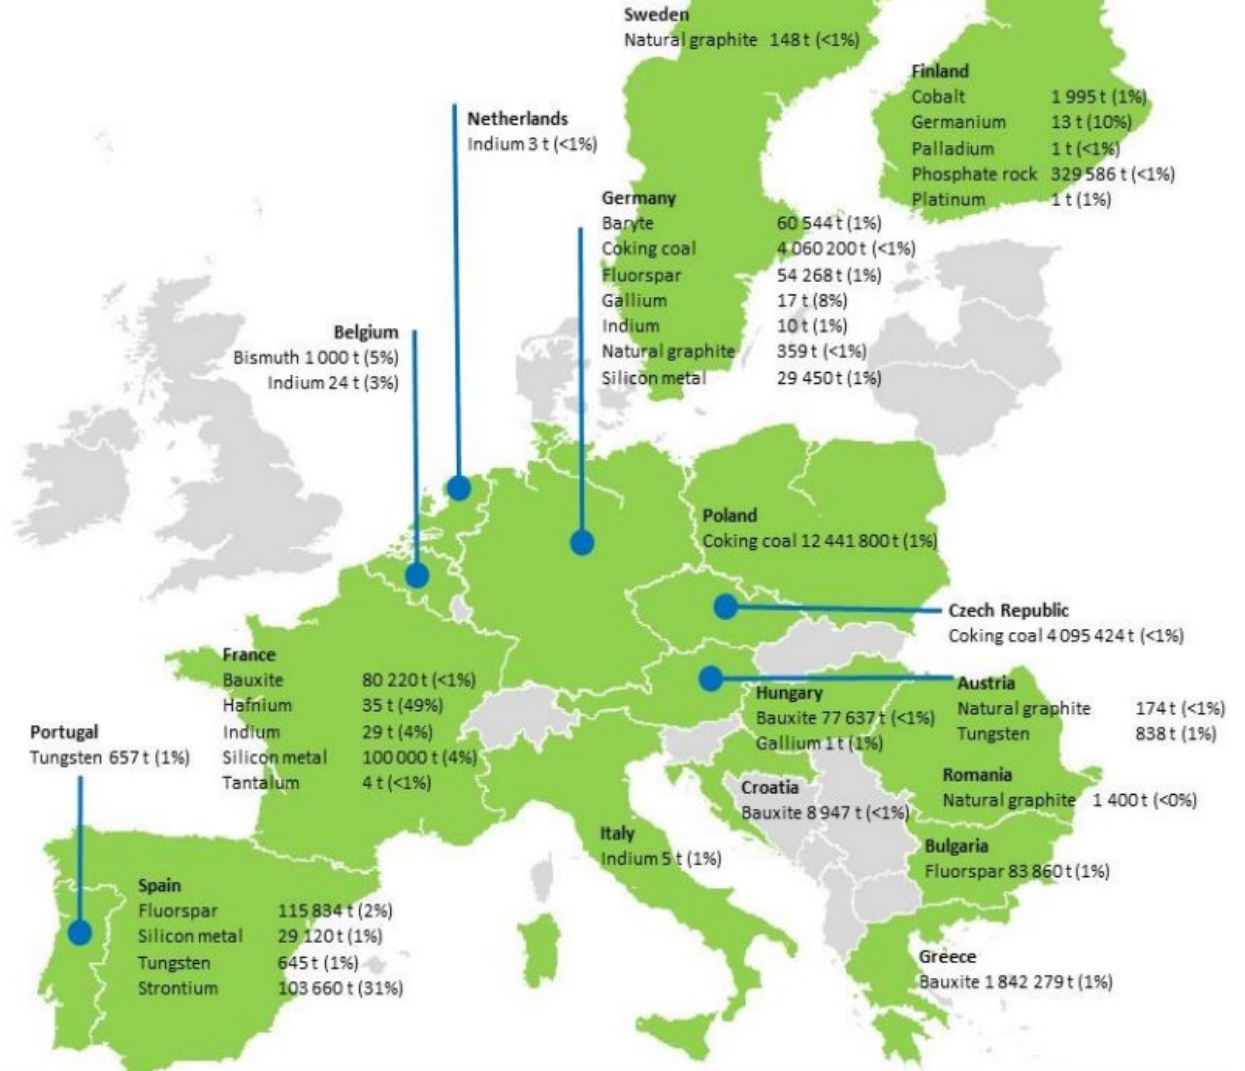 Sweden
Natural graphite 148 t (<1%)
Finland
Cobalt 1 995 t (1%)
Germanium 13 t (10%)
Palladium 1 t (<1%)
Phosphate rock 329 586 t (<1%)
Platinum 1 t (1%)
Netherlands
Indium 3 t (<1%)
Germany
Baryte 60 544 t (1%)
Coking coal 4 060 200 t (<1%)
Fluorspar 54 268 t (1%)
Gallium 17 t (8%)
Indium 10 t (1%)
Natural graphite 359 t (<1%)
Silicon metal 29 450 t (1%)
Belgium
Bismuth 1 000 t (5%)
Indium 24 t (3%)
Poland
Coking coal 12 441 800 t (1%)
Czech Republic
Coking coal 4 095 424 t (<1%)
France
Bauxite 80 220 t (<1%)
Hafnium 35 t (49%)
Indium 29 t (4%)
Silicon metal 100 000 t (4%)
Tantalum 4 t (<1%)
Austria
Natural graphite 174 t (<1%)
Tungsten 838 t (1%)
Hungary
Bauxite 77 637 t (<1%)
Gallium 1 t (1%)
Portugal
Tungsten 657 t (1%)
Romania
Natural graphite 1 400 t (<0%)
Croatia
Bauxite 8 947 t (<1%)
Italy
Indium 5 t (1%)
Bulgaria
Fluorspar 83 860 t (1%)
Spain
Fluorspar 115 834 t (2%)
Silicon metal 29 120 t (1%)
Tungsten 645 t (1%)
Strontium 103 660 t (31%)
Greece
Bauxite 1 842 279 t (1%)